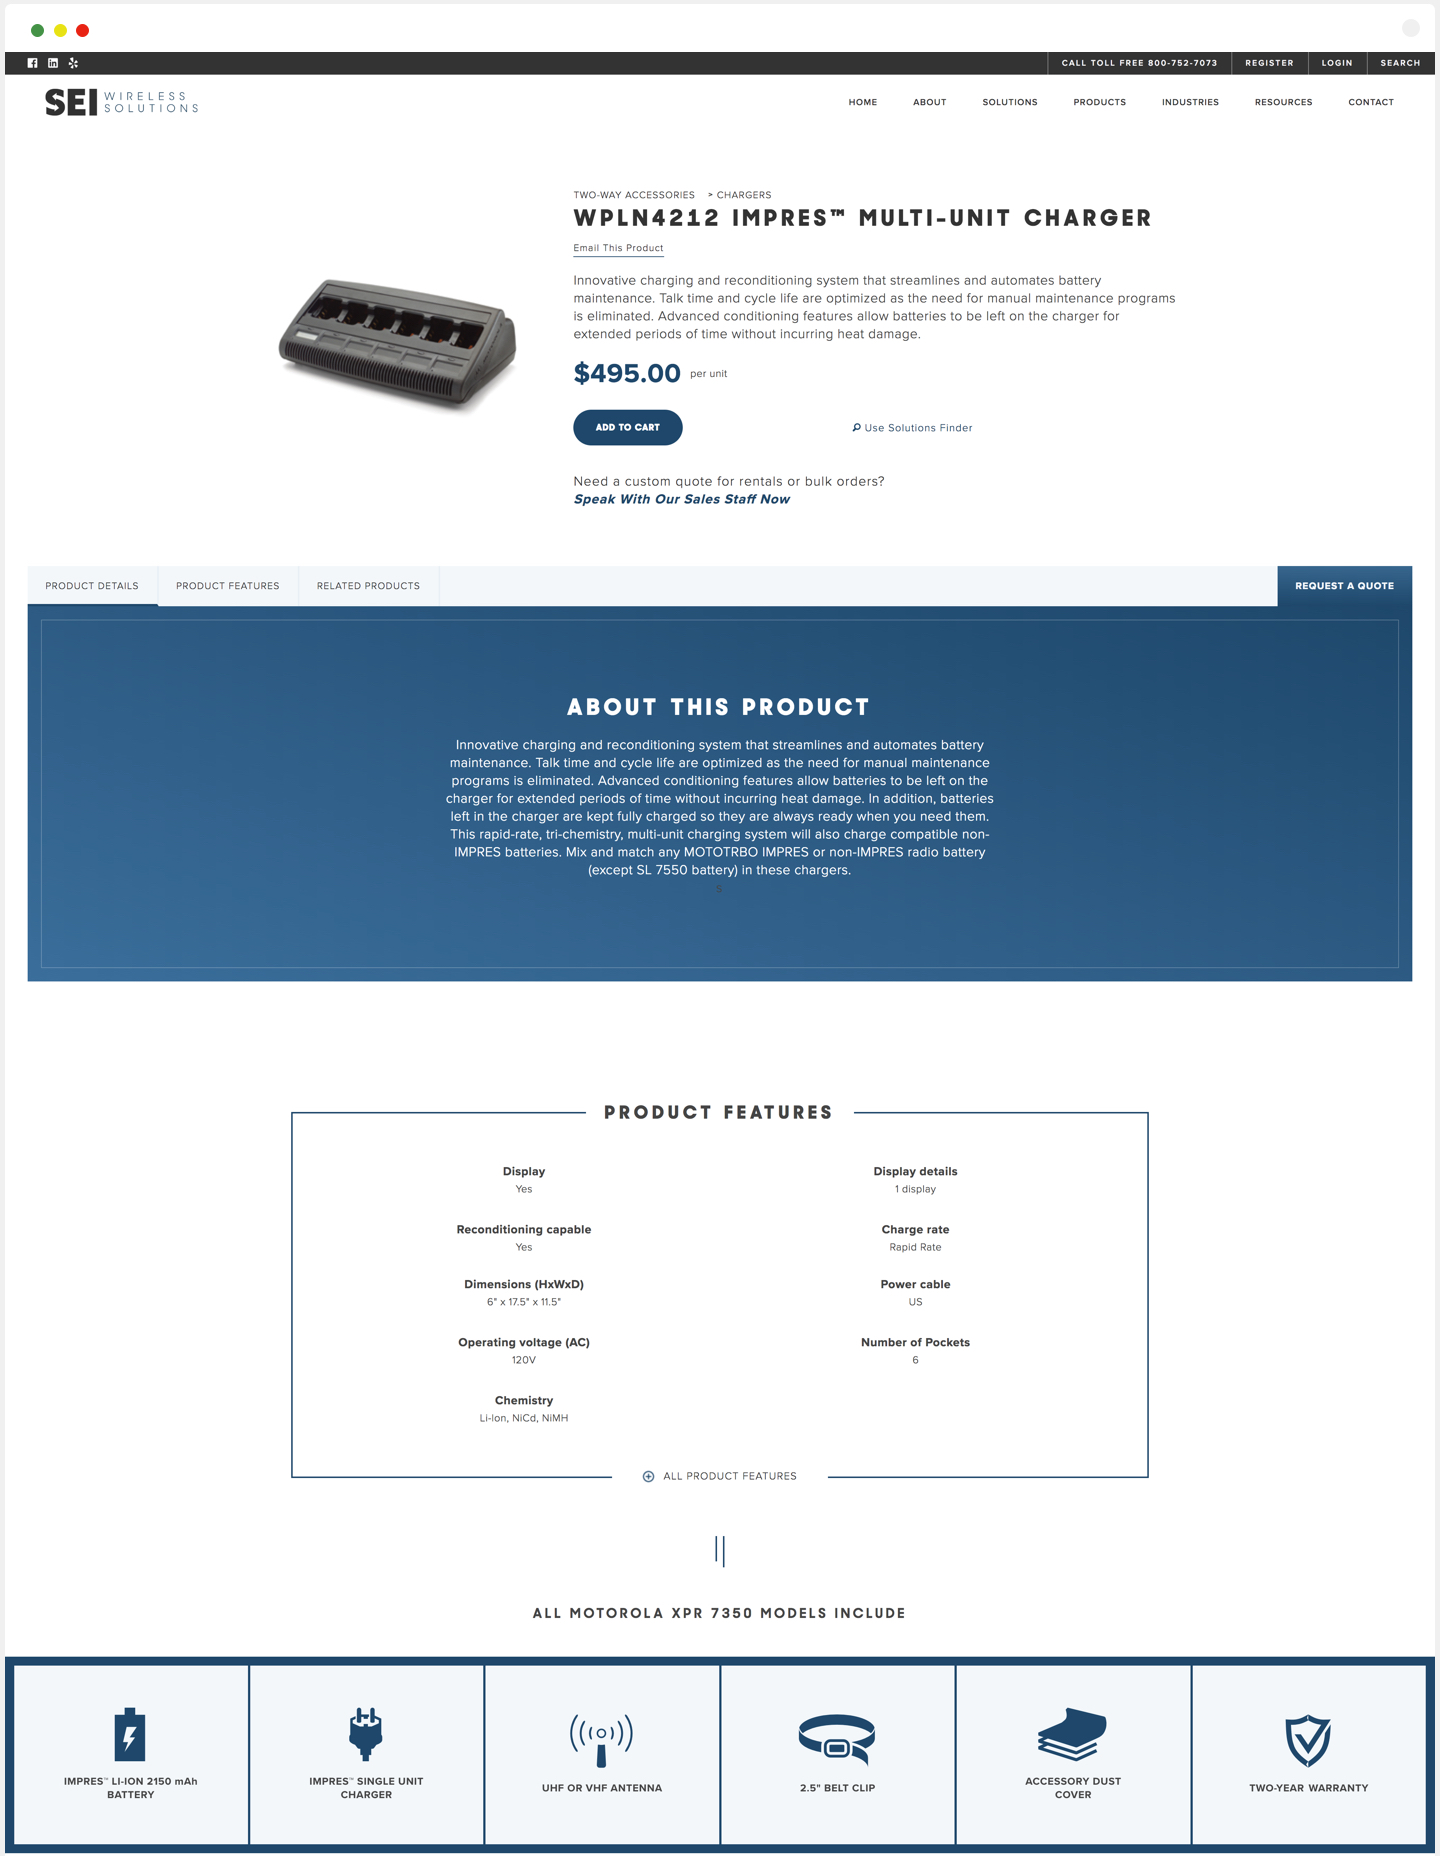 CALL TOLL FREE 800-752-7073
REGISTER
LOGIN
SEARCH
SEI WIRELESS
SOLUTIONS
HOME
ABOUT
SOLUTIONS
PRODUCTS
INDUSTRIES
RESOURCES
CONTACT
TWO-WAY ACCESSORIES > CHARGERS
WPLN4212 IMPRES™ MULTI-UNIT CHARGER
Email This Product
Innovative charging and reconditioning system that streamlines and automates battery
maintenance. Talk time and cycle life are optimized as the need for manual maintenance programs
is eliminated. Advanced conditioning features allow batteries to be left on the charger for
extended periods of time without incurring heat damage.
$495.00 per unit
ADD TO CART
Use Solutions Finder
Need a custom quote for rentals or bulk orders?
Speak With Our Sales Staff Now
PRODUCT DETAILS
PRODUCT FEATURES
RELATED PRODUCTS
REQUEST A QUOTE
ABOUT THIS PRODUCT
Innovative charging and reconditioning system that streamlines and automates battery
maintenance. Talk time and cycle life are optimized as the need for manual maintenance
programs is eliminated. Advanced conditioning features allow batteries to be left on the
charger for extended periods of time without incurring heat damage. In addition, batteries
left in the charger are kept fully charged so they are always ready when you need them.
This rapid-rate, tri-chemistry, multi-unit charging system will also charge compatible non-
IMPRES batteries. Mix and match any MOTOTRBO IMPRES or non-IMPRES radio battery
(except SL 7550 battery) in these chargers.
S
PRODUCT FEATURES
Display
Yes
Display details
1 display
Reconditioning capable
Yes
Charge rate
Rapid Rate
Dimensions (HxWxD)
6" x 17.5" x 11.5"
Power cable
US
Operating voltage (AC)
120V
Number of Pockets
6
Chemistry
Li-Ion, NiCd, NiMH
ALL PRODUCT FEATURES
ALL MOTOROLA XPR 7350 MODELS INCLUDE
IMPRES™ LI-ION 2150 mAh
BATTERY
IMPRES™ SINGLE UNIT
CHARGER
UHF OR VHF ANTENNA
2.5" BELT CLIP
ACCESSORY DUST
COVER
TWO-YEAR WARRANTY